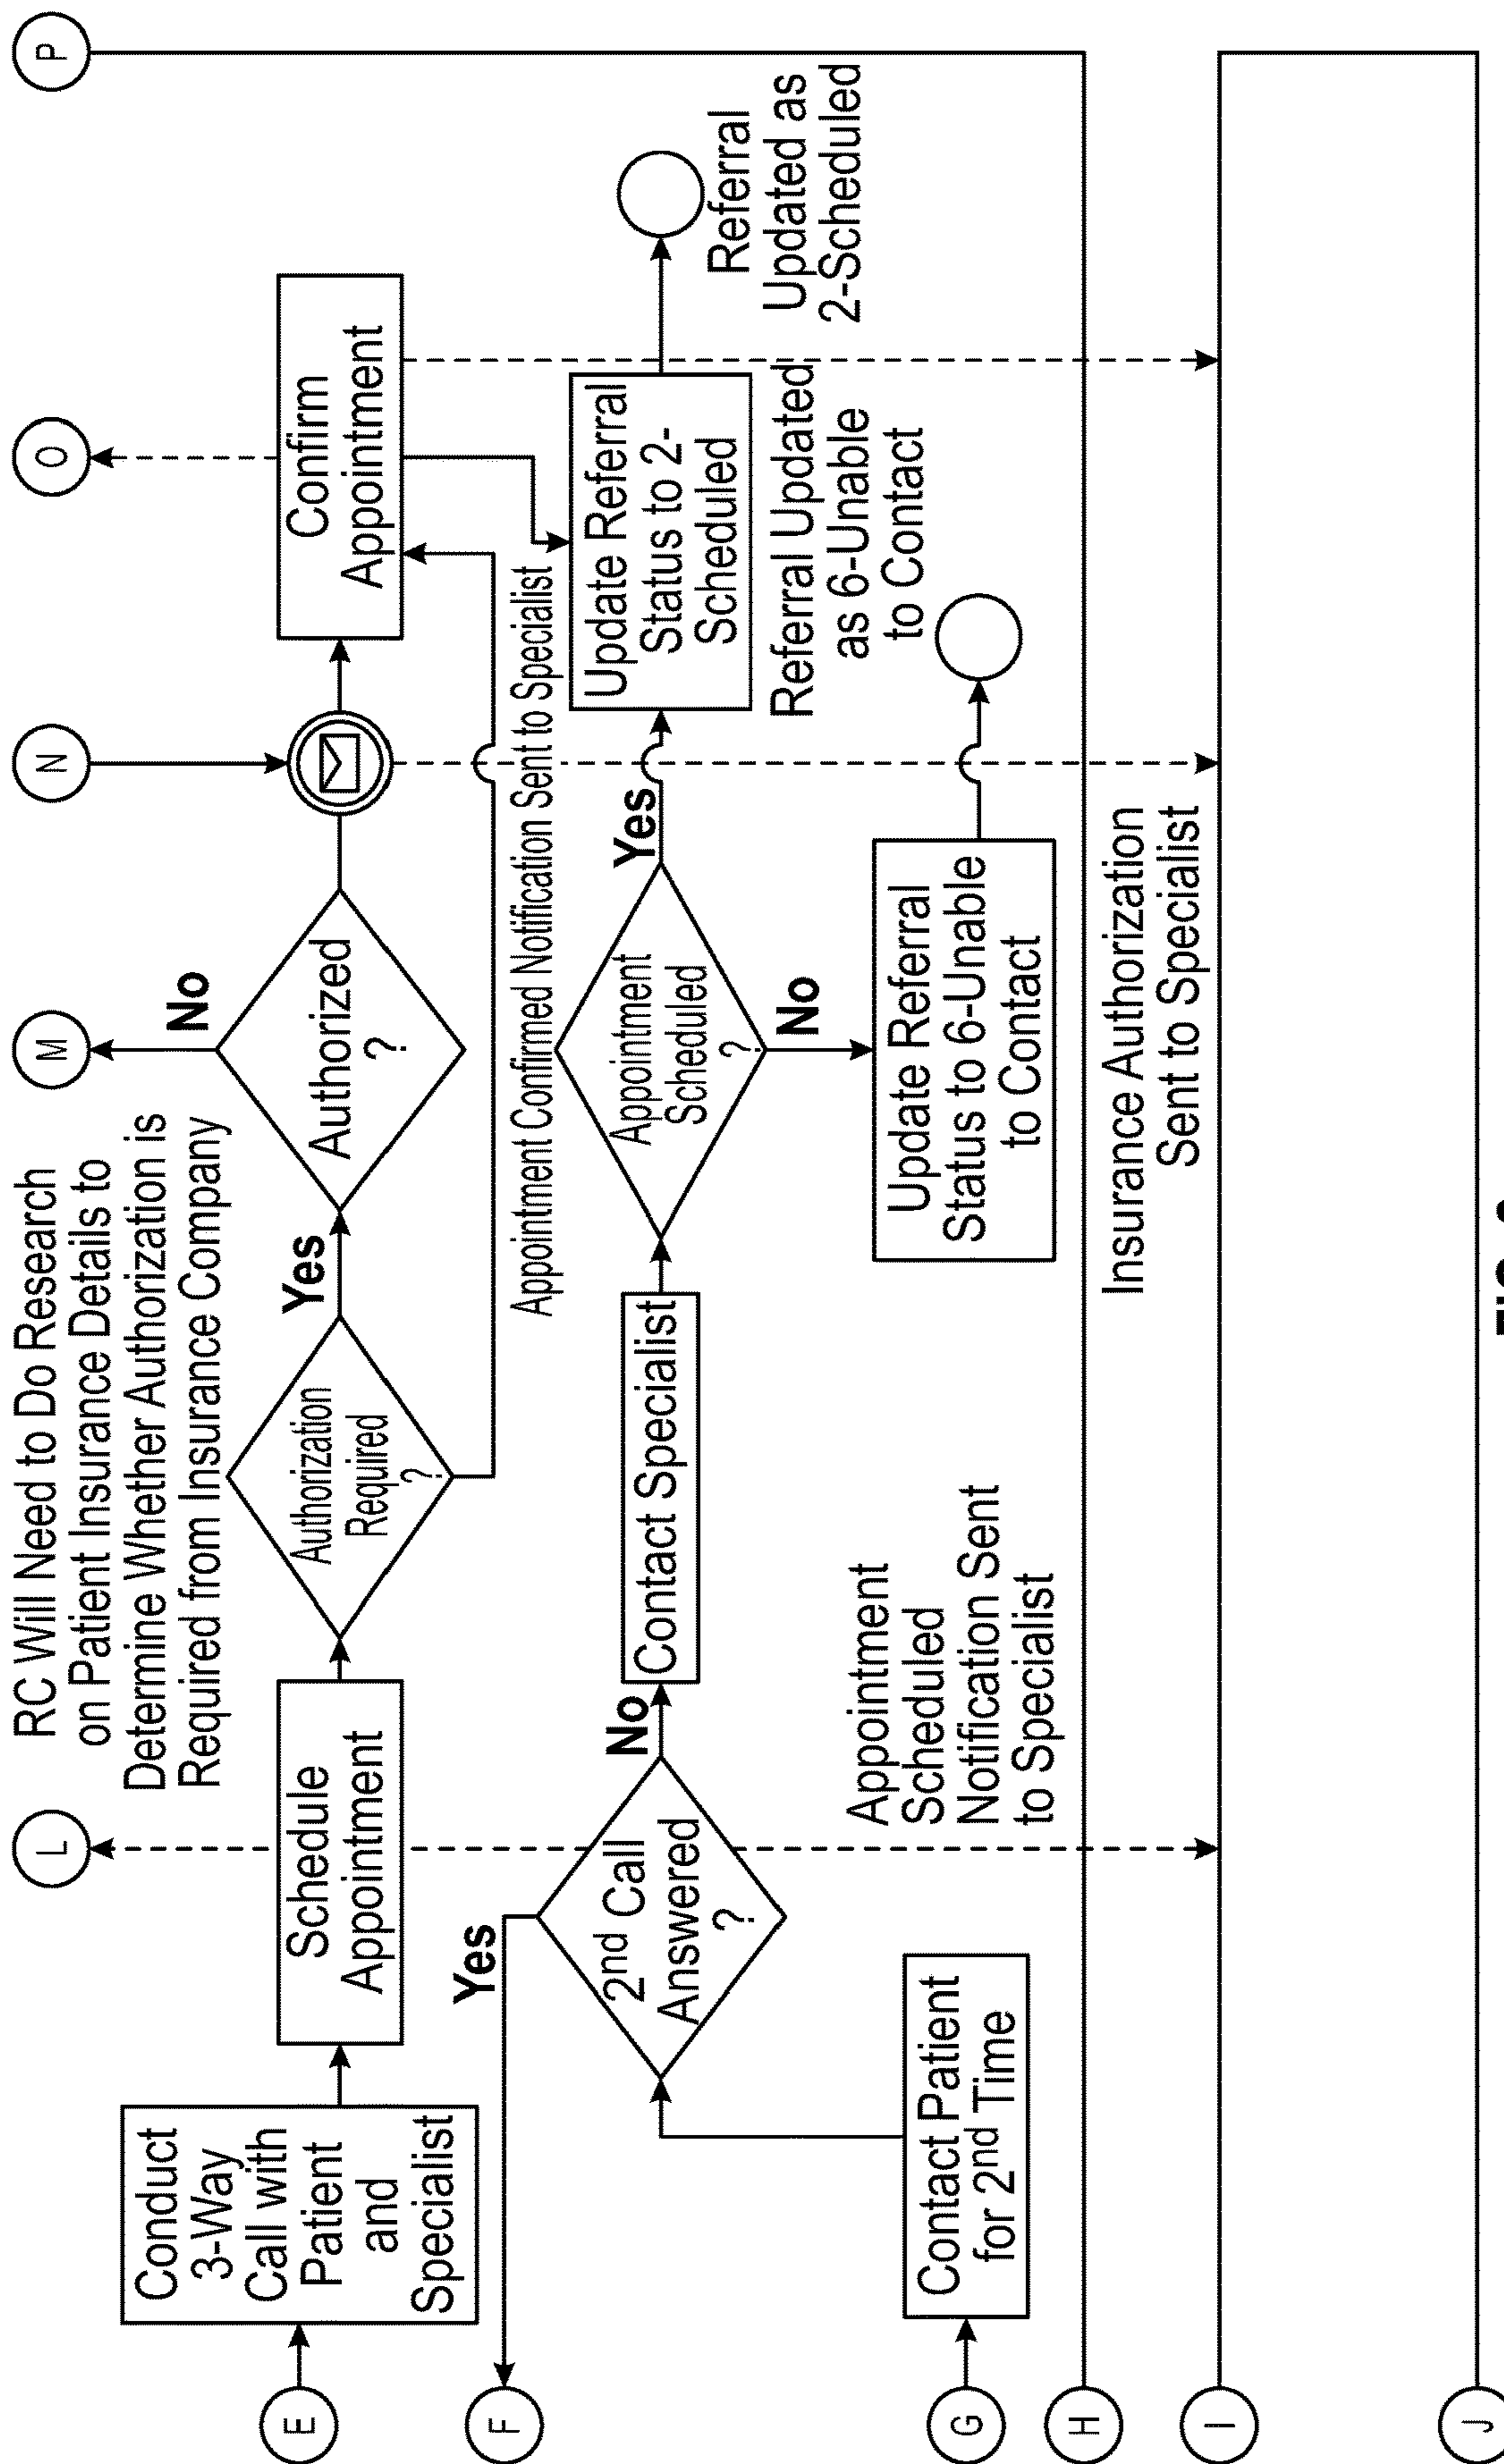 L
M
N
O
P
RC Will Need to Do Research
on Patient Insurance Details to
Determine Whether Authorization is
Required from Insurance Company
E
Conduct
3-Way
Call with
Patient
and
Specialist
Schedule
Appointment
Authorization
Required
?
Yes
Authorized
?
No
Confirm
Appointment
Appointment Confirmed Notification Sent to Specialist
F
Yes
2nd Call
Answered
?
No
Contact Specialist
Appointment
Scheduled
?
Yes
Update Referral
Status to 2-
Scheduled
Referral
Updated as
2-Scheduled
No
Referral Updated
as 6-Unable
to Contact
G
Contact Patient
for 2nd Time
Appointment
Scheduled
Notification Sent
to Specialist
Update Referral
Status to 6-Unable
to Contact
H
Insurance Authorization
Sent to Specialist
I
J